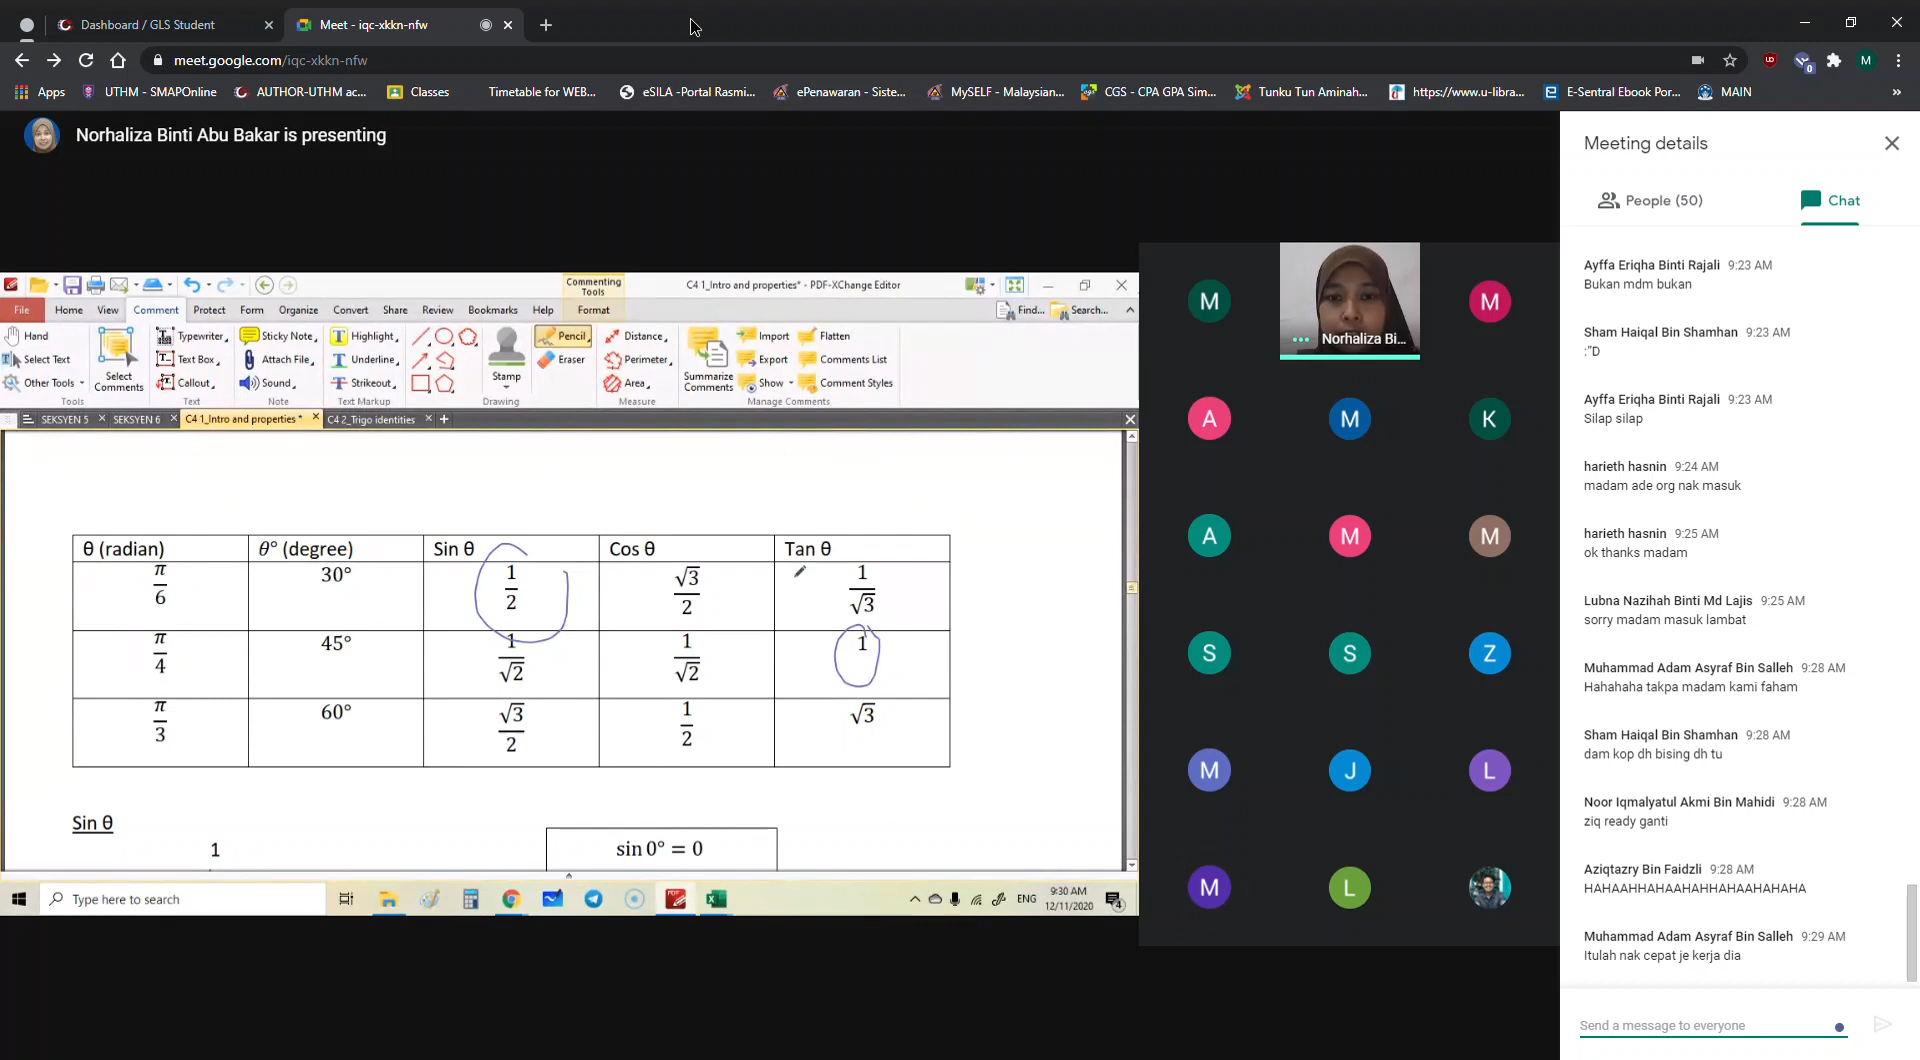 Dashboard / GLS Student
Meet - iqc-xkkn-nfw
meet.google.com/iqc-xkkn-nfw
UD
0
M
Apps
UTHM - SMAPOnline
AUTHOR-UTHM ac...
Classes
Timetable for WEB...
eSILA -Portal Rasmi...
ePenawaran - Siste...
MySELF - Malaysian...
CGS - CPA GPA Sim...
Tunku Tun Aminah...
https://www.u-libra...
E-Sentral Ebook Por...
MAIN
»
Norhaliza Binti Abu Bakar is presenting
Commenting
Tools
C4 1_Intro and properties* - PDF-XChange Editor
File
Home
View
Comment
Protect
Form
Organize
Convert
Share
Review
Bookmarks
Help
Format
Find...
Search...
Hand
Select Text
Other Tools
Select
Comments
Tools
Typewriter
Text Box
Callout
Text
Sticky Note
Attach File
Sound
Note
Highlight
Underline
Strikeout
Text Markup
Stamp
Pencil
Eraser
Drawing
Distance
Perimeter
Area
Measure
Summarize
Comments
Import
Export
Show
Flatten
Comments List
Comment Styles
Manage Comments
SEKSYEN 5
SEKSYEN 6
C4 1_Intro and properties *
C4 2_Trigo identities
θ (radian) θ° (degree) Sin θ Cos θ Tan θ
π/6 30° 1/2 √3/2 1/√3
π/4 45° 1/√2 1/√2 1
π/3 60° √3/2 1/2 √3
Sin θ
1
sin 0° = 0
Type here to search
ENG
9:30 AM
12/11/2020
4
M
Norhaliza Bi...
M
A
M
K
A
M
M
S
S
Z
M
J
L
M
L
Meeting details
People (50)
Chat
Ayffa Eriqha Binti Rajali 9:23 AM
Bukan mdm bukan
Sham Haiqal Bin Shamhan 9:23 AM
:"D
Ayffa Eriqha Binti Rajali 9:23 AM
Silap silap
harieth hasnin 9:24 AM
madam ade org nak masuk
harieth hasnin 9:25 AM
ok thanks madam
Lubna Nazihah Binti Md Lajis 9:25 AM
sorry madam masuk lambat
Muhammad Adam Asyraf Bin Salleh 9:28 AM
Hahahaha takpa madam kami faham
Sham Haiqal Bin Shamhan 9:28 AM
dam kop dh bising dh tu
Noor Iqmalyatul Akmi Bin Mahidi 9:28 AM
ziq ready ganti
Aziqtazry Bin Faidzli 9:28 AM
HAHAAHHAHAAHAHHAHAAHAHAHA
Muhammad Adam Asyraf Bin Salleh 9:29 AM
Itulah nak cepat je kerja dia
Send a message to everyone